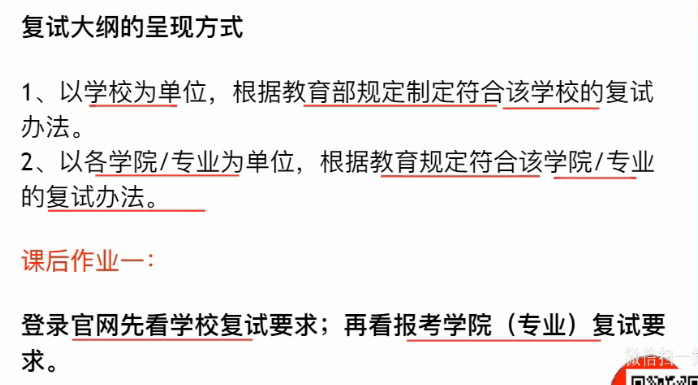 复试大纲的呈现方式
1、以学校为单位，根据教育部规定制定符合该学校的复试
办法。
2、以各学院/专业为单位，根据教育规定符合该学院/专业
的复试办法。
课后作业一：
登录官网先看学校复试要求；再看报考学院（专业）复试要
求。
微信扫一